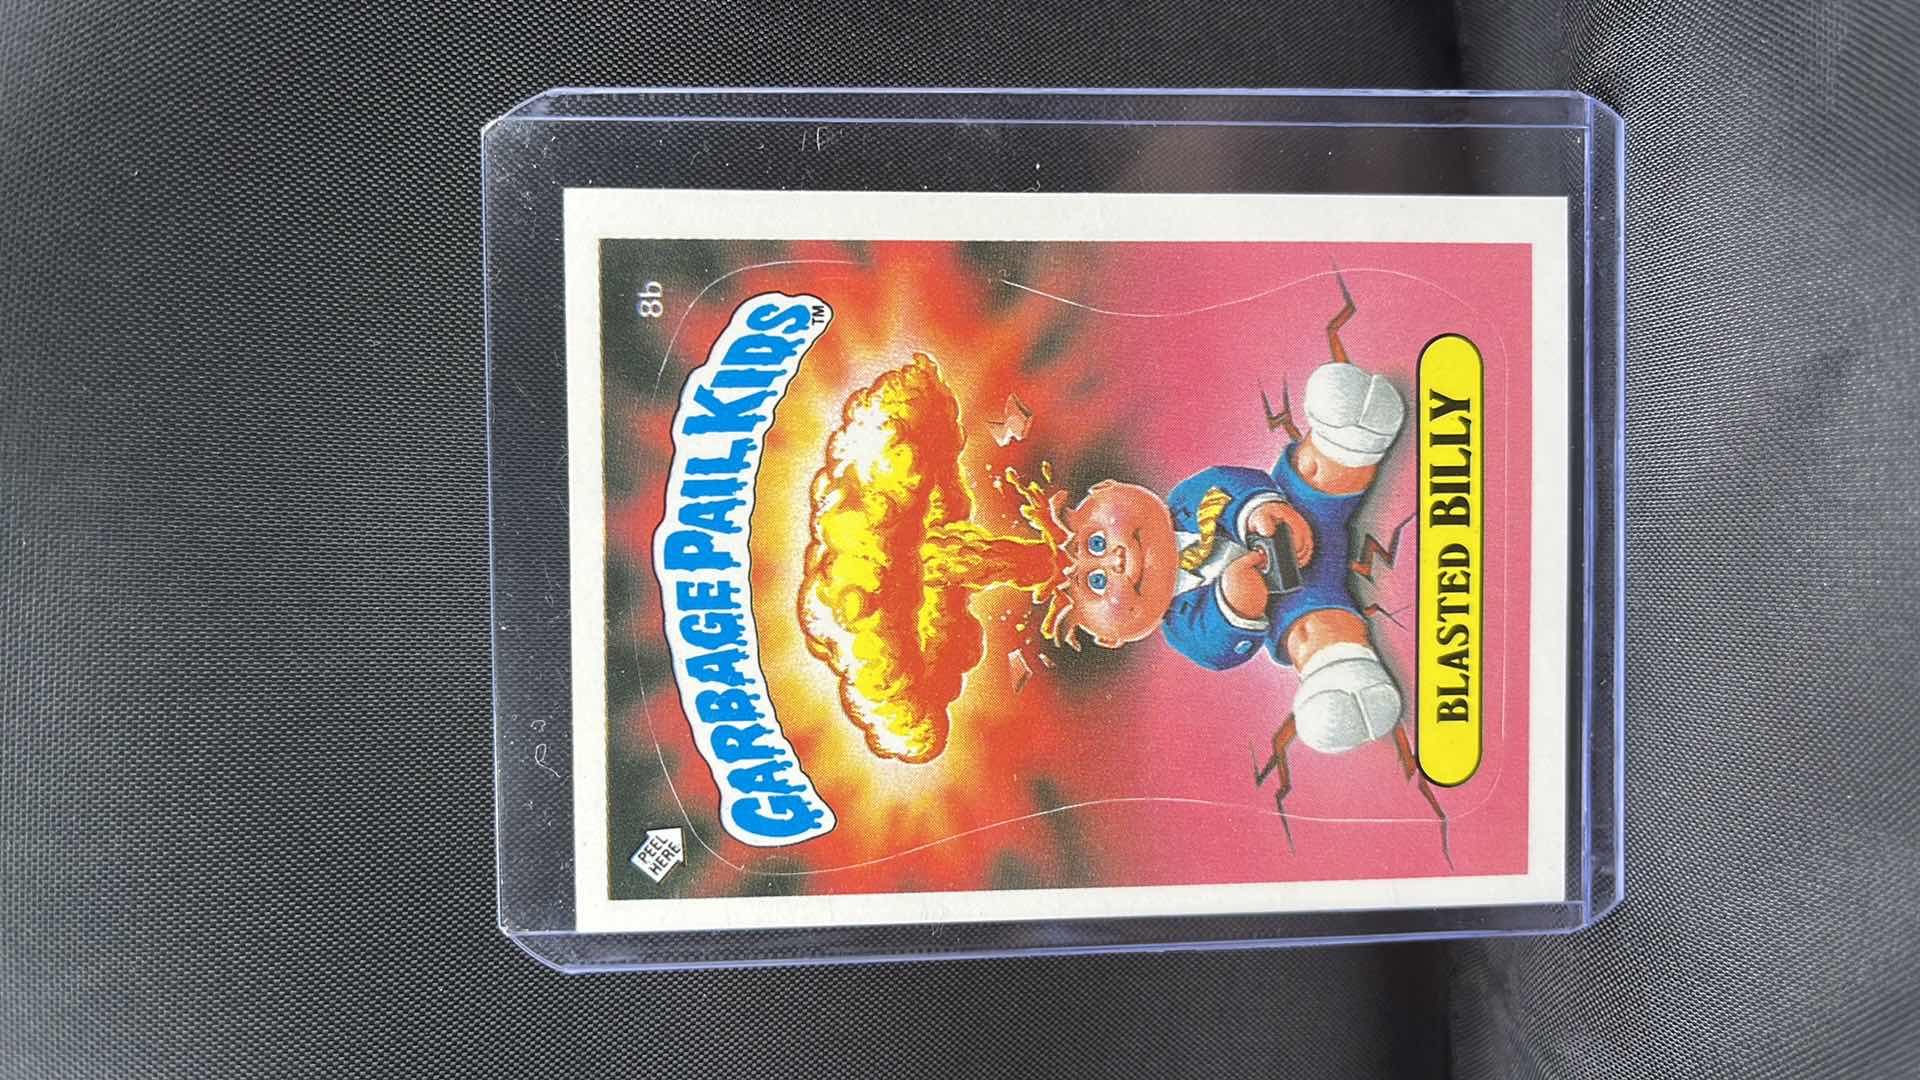 8b
GARBAGE PAIL KIDS™
PEEL
HERE
BLASTED BILLY